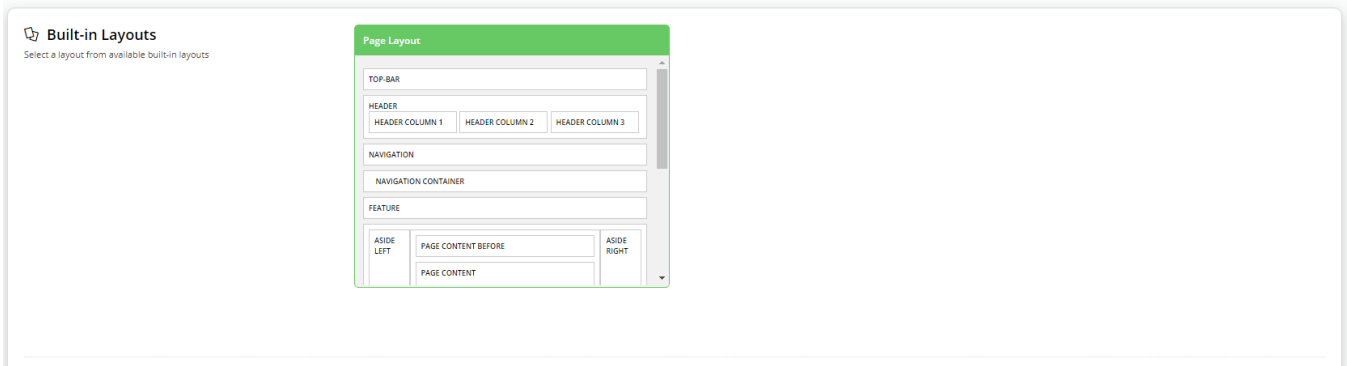 Built-in Layouts
Select a layout from available built-in layouts
Page Layout
TOP-BAR
HEADER
HEADER COLUMN 1 HEADER COLUMN 2 HEADER COLUMN 3
NAVIGATION
NAVIGATION CONTAINER
FEATURE
ASIDE
LEFT
PAGE CONTENT BEFORE
PAGE CONTENT
ASIDE
RIGHT